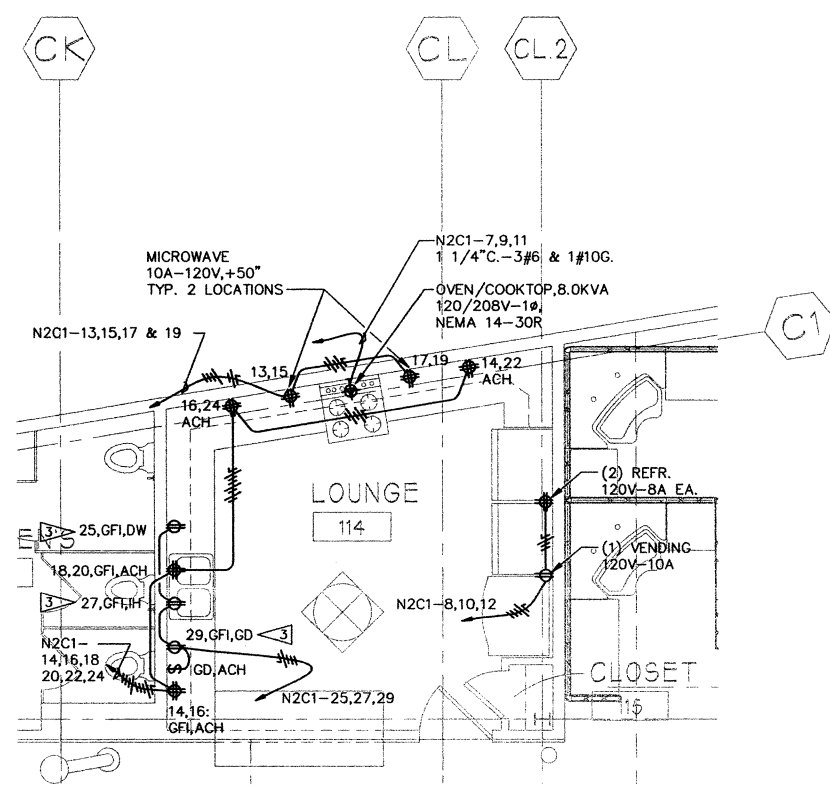 CK
CL
CL.2
N2C1-7,9,11
1 1/4"C.-3#6 & 1#10G.
MICROWAVE
10A-120V,+50"
TYP. 2 LOCATIONS
OVEN/COOKTOP,8.0KVA
120/208V-1ø,
NEMA 14-30R
C1
N2C1-13,15,17 & 19
13,15
17,19
14,22
ACH
16,24
ACH
LOUNGE
114
(2) REFR.
120V-8A EA.
3
25,GFI,DW
18,20,GFI,ACH
(1) VENDING
120V-10A
3
27,GFI,IH
N2C1-8,10,12
29,GFI,GD
3
N2C1-
14,16,18
20,22,24
S
GD,ACH
CLOSET
N2C1-25,27,29
14,16:
GFI,ACH